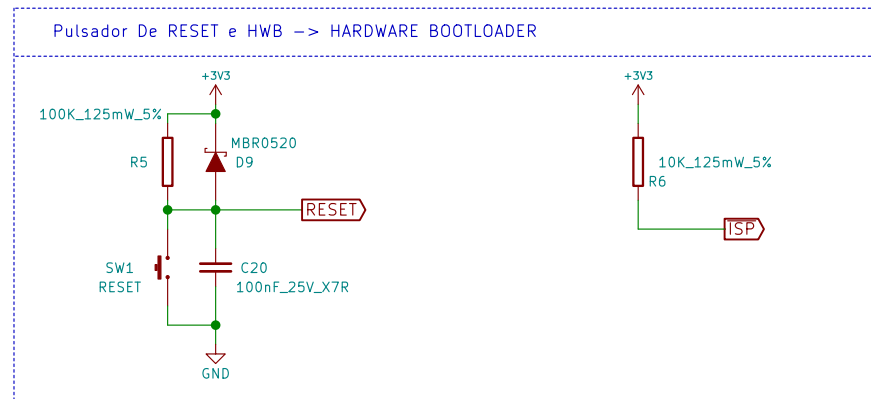 Pulsador De RESET e HWB -> HARDWARE BOOTLOADER
+3V3
+3V3
100K_125mW_5%
MBR0520
R5
D9
10K_125mW_5%
R6
RESET
ISP
SW1
RESET
C20
100nF_25V_X7R
GND